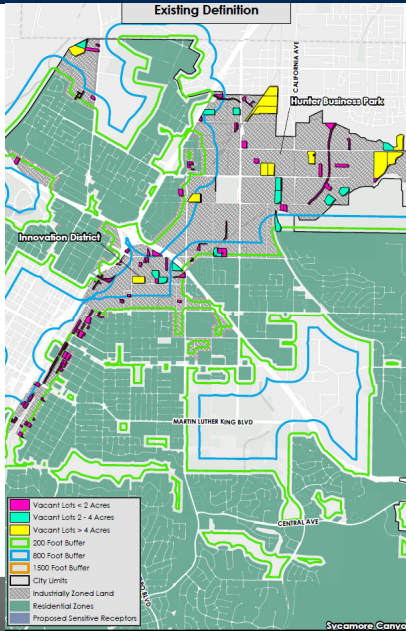 Existing Definition
CALIFORNIA AVE
Hunter Business Park
Innovation District
MARTIN LUTHER KING BLVD
CENTRAL AVE
Vacant Lots < 2 Acres
Vacant Lots 2 - 4 Acres
Vacant Lots > 4 Acres
200 Foot Buffer
800 Foot Buffer
1500 Foot Buffer
City Limits
Industrially Zoned Land
Residential Zones
Proposed Sensitive Receptors
BLVD
Sycamore Canyo